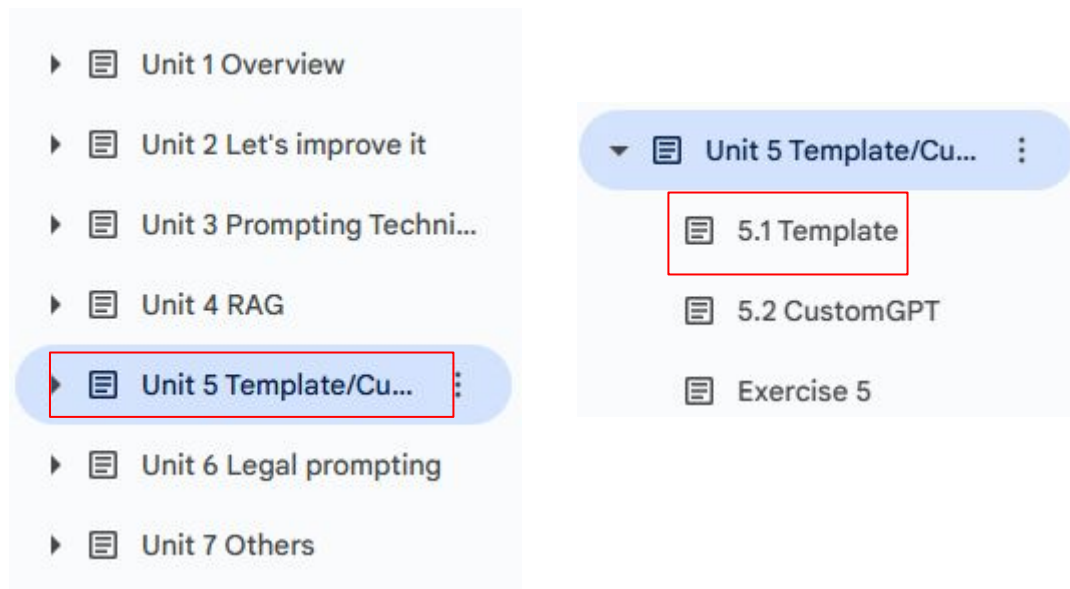 Unit 1 Overview
Unit 2 Let's improve it
Unit 3 Prompting Techni...
Unit 4 RAG
Unit 5 Template/Cu...
Unit 6 Legal prompting
Unit 7 Others
Unit 5 Template/Cu...
5.1 Template
5.2 CustomGPT
Exercise 5